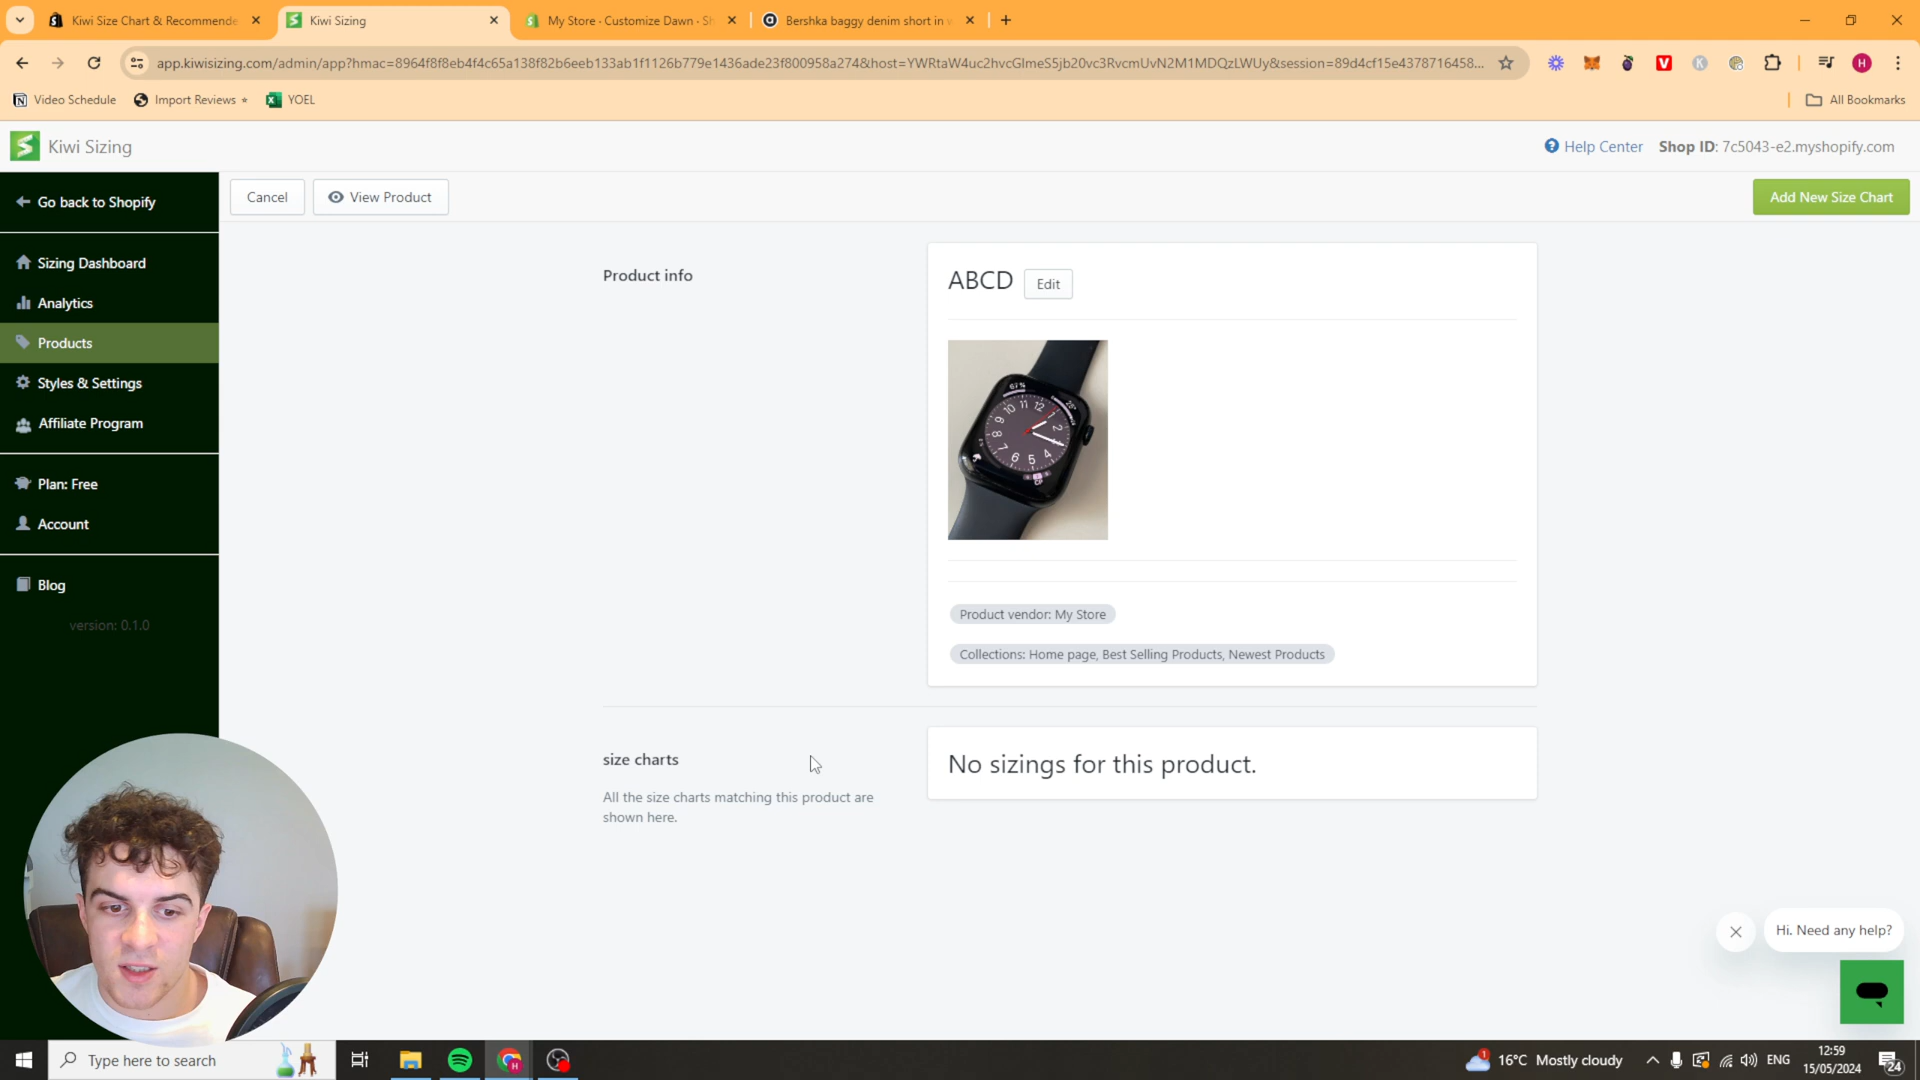 Kiwi Size Chart & Recommende
Kiwi Sizing
My Store · Customize Dawn · Sh
Bershka baggy denim short in w
app.kiwisizing.com/admin/app?hmac=8964f8f8eb4f4c65a138f82b6eeb133ab1f1126b779e1436ade23f800958a274&host=YWRtaW4uc2hvcGlmeS5jb20vc3RvcmUvN2M1MDQzLWUy&session=89d4cf15e4378716458...
Video Schedule
Import Reviews
YOEL
All Bookmarks
Kiwi Sizing
Help Center
Shop ID: 7c5043-e2.myshopify.com
Go back to Shopify
Cancel
View Product
Add New Size Chart
Sizing Dashboard
Analytics
Products
Styles & Settings
Affiliate Program
Plan: Free
Account
Blog
version: 0.1.0
Product info
ABCD
Edit
67%
Product vendor: My Store
Collections: Home page, Best Selling Products, Newest Products
size charts
All the size charts matching this product are
shown here.
No sizings for this product.
Hi. Need any help?
Type here to search
16°C Mostly cloudy
ENG
12:59
15/05/2024
24